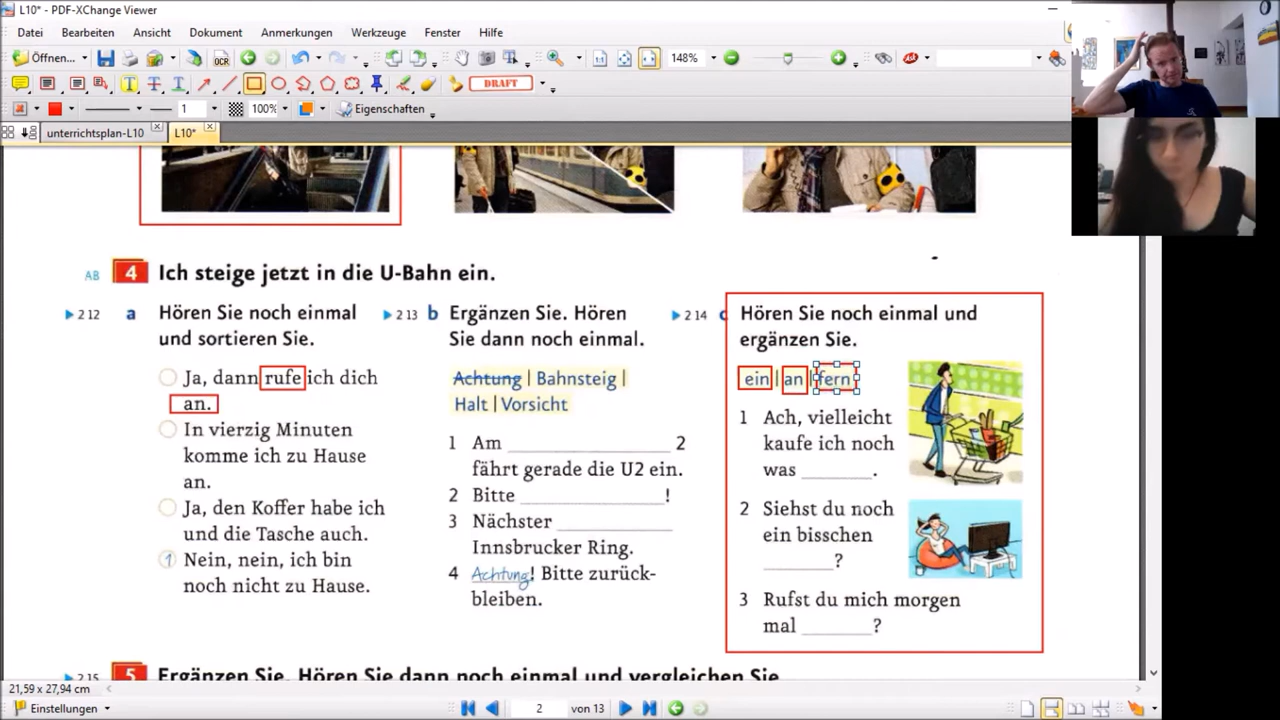 L10* - PDF-XChange Viewer
Datei Bearbeiten Ansicht Dokument Anmerkungen Werkzeuge Fenster Hilfe
Öffnen... OCR 148%
DRAFT
1 100% Eigenschaften
unterrichtsplan-L10 L10*
AB 4 Ich steige jetzt in die U-Bahn ein.
2 12 a Hören Sie noch einmal
und sortieren Sie.
Ja, dann rufe ich dich
an.
In vierzig Minuten
komme ich zu Hause
an.
Ja, den Koffer habe ich
und die Tasche auch.
1 Nein, nein, ich bin
noch nicht zu Hause.
2 13 b Ergänzen Sie. Hören
Sie dann noch einmal.
Achtung | Bahnsteig |
Halt | Vorsicht
1 Am ____________ 2
fährt gerade die U2 ein.
2 Bitte ____________ !
3 Nächster ____________
Innsbrucker Ring.
4 Achtung! Bitte zurück-
bleiben.
2 14 c Hören Sie noch einmal und
ergänzen Sie.
ein | an | fern
1 Ach, vielleicht
kaufe ich noch
was ______ .
2 Siehst du noch
ein bisschen
______ ?
3 Rufst du mich morgen
mal ______ ?
2 15 5 Ergänzen Sie. Hören Sie dann noch einmal und vergleichen Sie.
21,59 x 27,94 cm
Einstellungen 2 von 13